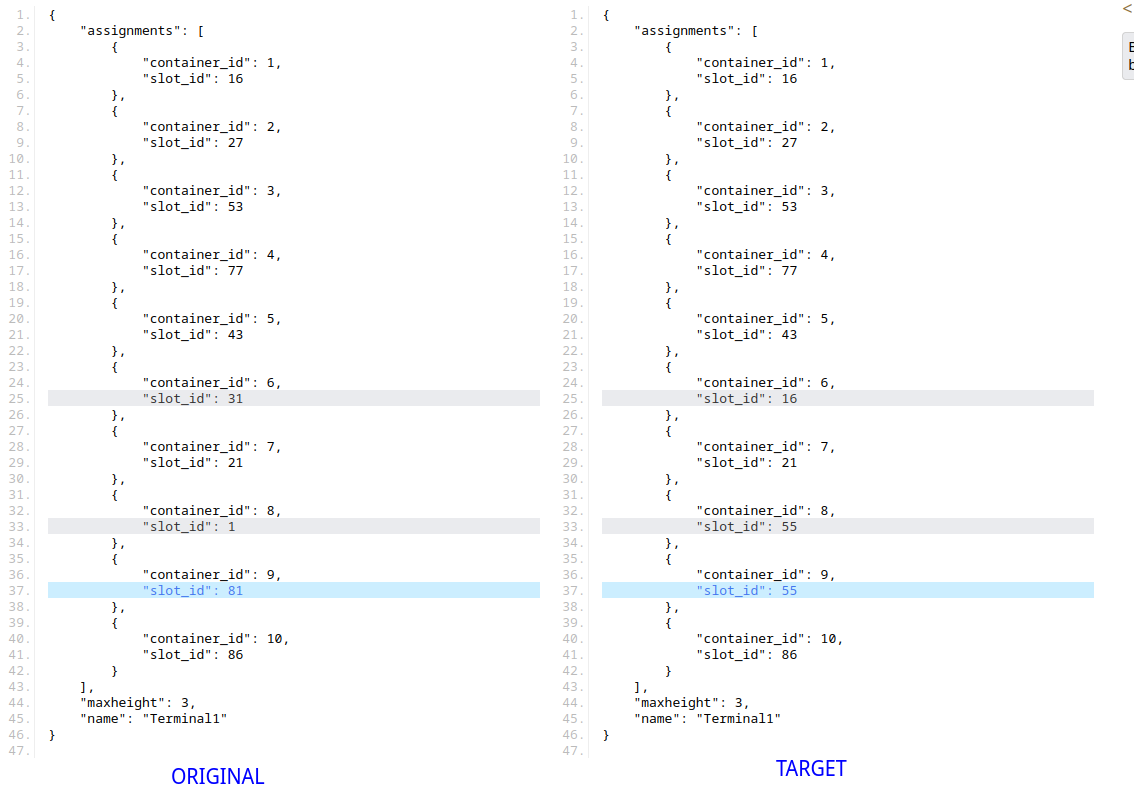 1. {
2. "assignments": [
3. {
4. "container_id": 1,
5. "slot_id": 16
6. },
7. {
8. "container_id": 2,
9. "slot_id": 27
10. },
11. {
12. "container_id": 3,
13. "slot_id": 53
14. },
15. {
16. "container_id": 4,
17. "slot_id": 77
18. },
19. {
20. "container_id": 5,
21. "slot_id": 43
22. },
23. {
24. "container_id": 6,
25. "slot_id": 31
26. },
27. {
28. "container_id": 7,
29. "slot_id": 21
30. },
31. {
32. "container_id": 8,
33. "slot_id": 1
34. },
35. {
36. "container_id": 9,
37. "slot_id": 81
38. },
39. {
40. "container_id": 10,
41. "slot_id": 86
42. }
43. ],
44. "maxheight": 3,
45. "name": "Terminal1"
46. }
47.
ORIGINAL
1. {
2. "assignments": [
3. {
4. "container_id": 1,
5. "slot_id": 16
6. },
7. {
8. "container_id": 2,
9. "slot_id": 27
10. },
11. {
12. "container_id": 3,
13. "slot_id": 53
14. },
15. {
16. "container_id": 4,
17. "slot_id": 77
18. },
19. {
20. "container_id": 5,
21. "slot_id": 43
22. },
23. {
24. "container_id": 6,
25. "slot_id": 16
26. },
27. {
28. "container_id": 7,
29. "slot_id": 21
30. },
31. {
32. "container_id": 8,
33. "slot_id": 55
34. },
35. {
36. "container_id": 9,
37. "slot_id": 55
38. },
39. {
40. "container_id": 10,
41. "slot_id": 86
42. }
43. ],
44. "maxheight": 3,
45. "name": "Terminal1"
46. }
47.
TARGET
<